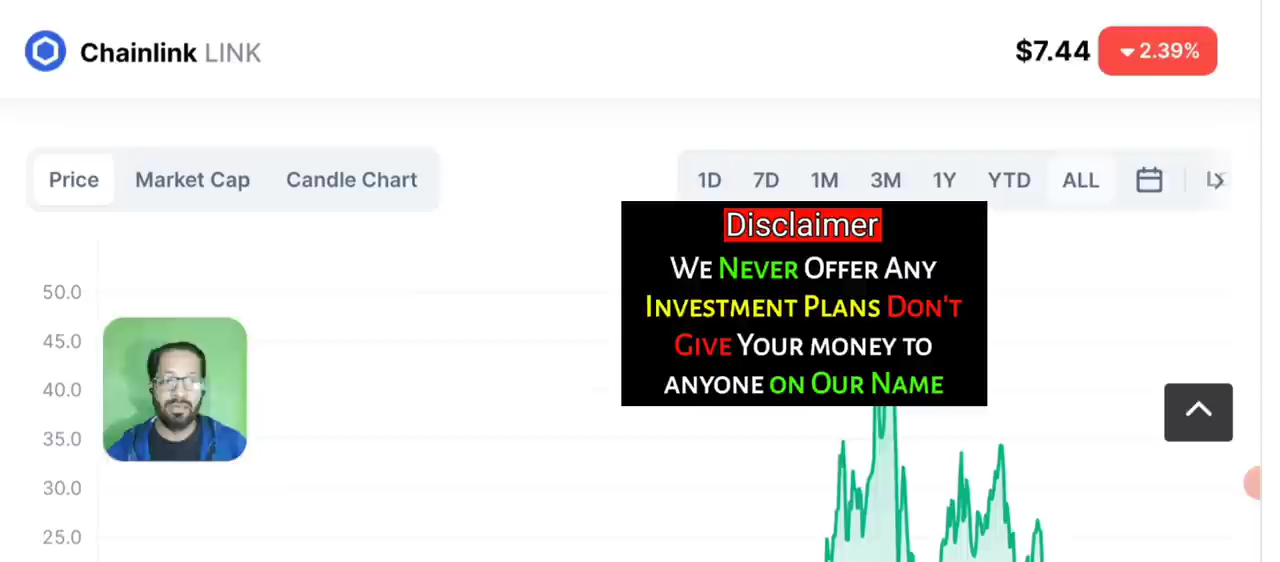 Chainlink LINK
$7.44 2.39%
Price Market Cap Candle Chart
1D 7D 1M 3M 1Y YTD ALL
Disclaimer
We Never Offer Any
Investment Plans Don't
Give Your money to
anyone on Our Name
50.0
45.0
40.0
35.0
30.0
25.0